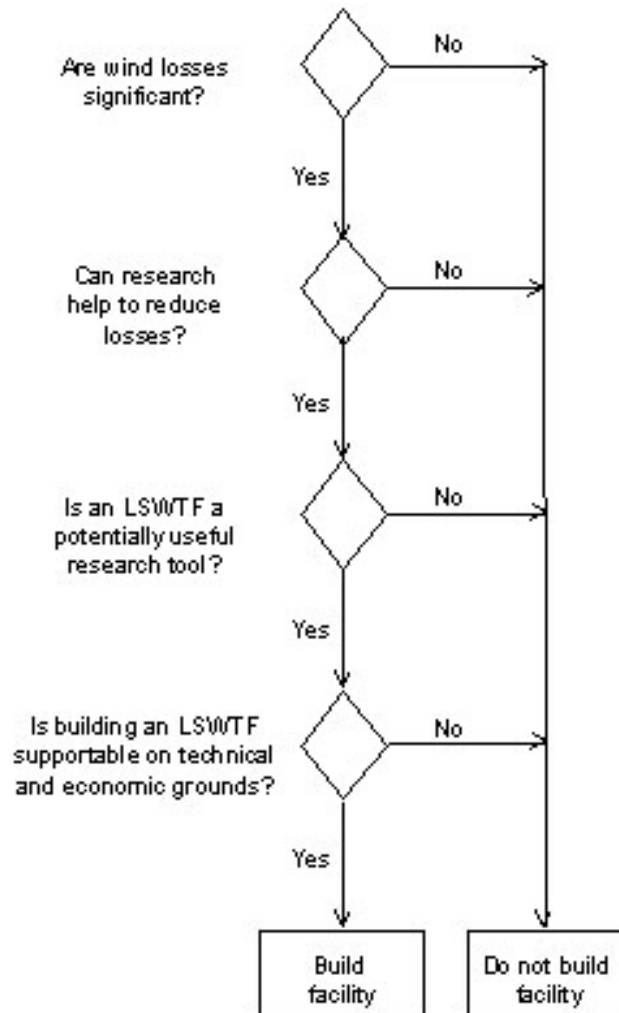 No
Are wind losses
significant?
Yes
Can research
help to reduce
losses?
No
Yes
Is an LSWTF a
potentially useful
research tool?
No
Yes
Is building an LSWTF
supportable on technical
and economic grounds?
No
Yes
Build
facility
Do not build
facility